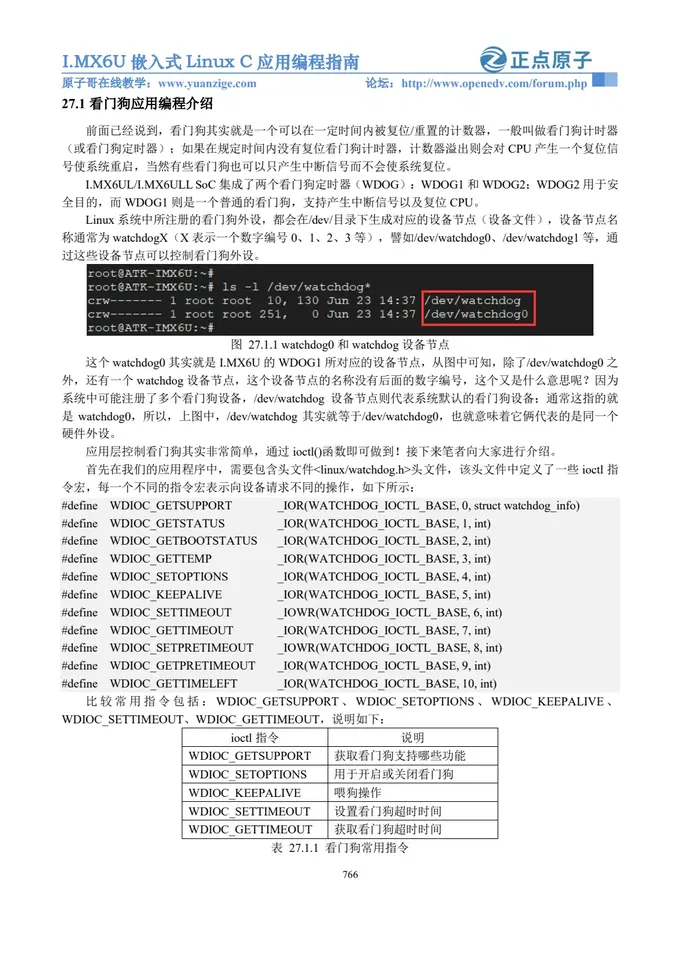 I.MX6U 嵌入式 Linux C 应用编程指南
正点原子
原子哥在线教学：www.yuanzige.com 论坛：http://www.openedv.com/forum.php
27.1 看门狗应用编程介绍
前面已经说到，看门狗其实就是一个可以在一定时间内被复位/重置的计数器，一般叫做看门狗计时器
（或看门狗定时器）；如果在规定时间内没有复位看门狗计时器，计数器溢出则会对 CPU 产生一个复位信
号使系统重启，当然有些看门狗也可以只产生中断信号而不会使系统复位。
I.MX6UL/I.MX6ULL SoC 集成了两个看门狗定时器（WDOG）：WDOG1 和 WDOG2；WDOG2 用于安
全目的，而 WDOG1 则是一个普通的看门狗，支持产生中断信号以及复位 CPU。
Linux 系统中所注册的看门狗外设，都会在/dev/目录下生成对应的设备节点（设备文件），设备节点名
称通常为 watchdogX（X 表示一个数字编号 0、1、2、3 等），譬如/dev/watchdog0、/dev/watchdog1 等，通
过这些设备节点可以控制看门狗外设。
root@ATK-IMX6U:~#
root@ATK-IMX6U:~# ls -l /dev/watchdog*
crw------- 1 root root 10, 130 Jun 23 14:37 /dev/watchdog
crw------- 1 root root 251, 0 Jun 23 14:37 /dev/watchdog0
root@ATK-IMX6U:~#
图 27.1.1 watchdog0 和 watchdog 设备节点
这个 watchdog0 其实就是 I.MX6U 的 WDOG1 所对应的设备节点，从图中可知，除了/dev/watchdog0 之
外，还有一个 watchdog 设备节点，这个设备节点的名称没有后面的数字编号，这个又是什么意思呢？因为
系统中可能注册了多个看门狗设备，/dev/watchdog 设备节点则代表系统默认的看门狗设备；通常这指的就
是 watchdog0，所以，上图中，/dev/watchdog 其实就等于/dev/watchdog0，也就意味着它俩代表的是同一个
硬件外设。
应用层控制看门狗其实非常简单，通过 ioctl()函数即可做到！接下来笔者向大家进行介绍。
首先在我们的应用程序中，需要包含头文件<linux/watchdog.h>头文件，该头文件中定义了一些 ioctl 指
令宏，每一个不同的指令宏表示向设备请求不同的操作，如下所示：
#define WDIOC_GETSUPPORT _IOR(WATCHDOG_IOCTL_BASE, 0, struct watchdog_info)
#define WDIOC_GETSTATUS _IOR(WATCHDOG_IOCTL_BASE, 1, int)
#define WDIOC_GETBOOTSTATUS _IOR(WATCHDOG_IOCTL_BASE, 2, int)
#define WDIOC_GETTEMP _IOR(WATCHDOG_IOCTL_BASE, 3, int)
#define WDIOC_SETOPTIONS _IOR(WATCHDOG_IOCTL_BASE, 4, int)
#define WDIOC_KEEPALIVE _IOR(WATCHDOG_IOCTL_BASE, 5, int)
#define WDIOC_SETTIMEOUT _IOWR(WATCHDOG_IOCTL_BASE, 6, int)
#define WDIOC_GETTIMEOUT _IOR(WATCHDOG_IOCTL_BASE, 7, int)
#define WDIOC_SETPRETIMEOUT _IOWR(WATCHDOG_IOCTL_BASE, 8, int)
#define WDIOC_GETPRETIMEOUT _IOR(WATCHDOG_IOCTL_BASE, 9, int)
#define WDIOC_GETTIMELEFT _IOR(WATCHDOG_IOCTL_BASE, 10, int)
比较常用指令包括：WDIOC_GETSUPPORT、WDIOC_SETOPTIONS、WDIOC_KEEPALIVE、
WDIOC_SETTIMEOUT、WDIOC_GETTIMEOUT，说明如下：
ioctl 指令 说明
WDIOC_GETSUPPORT 获取看门狗支持哪些功能
WDIOC_SETOPTIONS 用于开启或关闭看门狗
WDIOC_KEEPALIVE 喂狗操作
WDIOC_SETTIMEOUT 设置看门狗超时时间
WDIOC_GETTIMEOUT 获取看门狗超时时间
表 27.1.1 看门狗常用指令
766